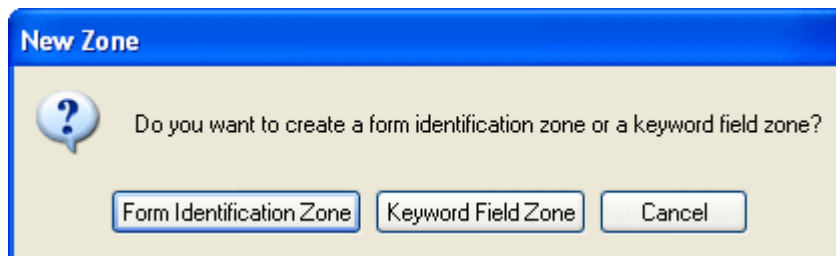 New Zone
Do you want to create a form identification zone or a keyword field zone?
Form Identification Zone Keyword Field Zone Cancel